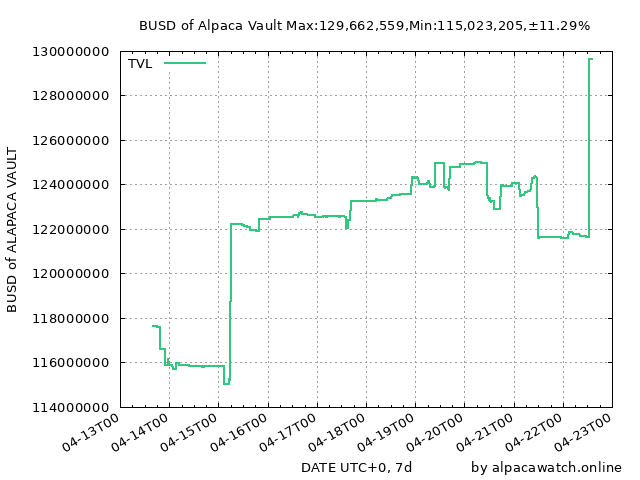 BUSD of Alpaca Vault Max:129,662,559,Min:115,023,205,±11.29%
TVL
130000000
128000000
126000000
124000000
122000000
120000000
118000000
116000000
114000000
BUSD of ALAPACA VAULT
04-13T00
04-14T00
04-15T00
04-16T00
04-17T00
04-18T00
04-19T00
04-20T00
04-21T00
04-22T00
04-23T00
DATE UTC+0, 7d
by alpacawatch.online